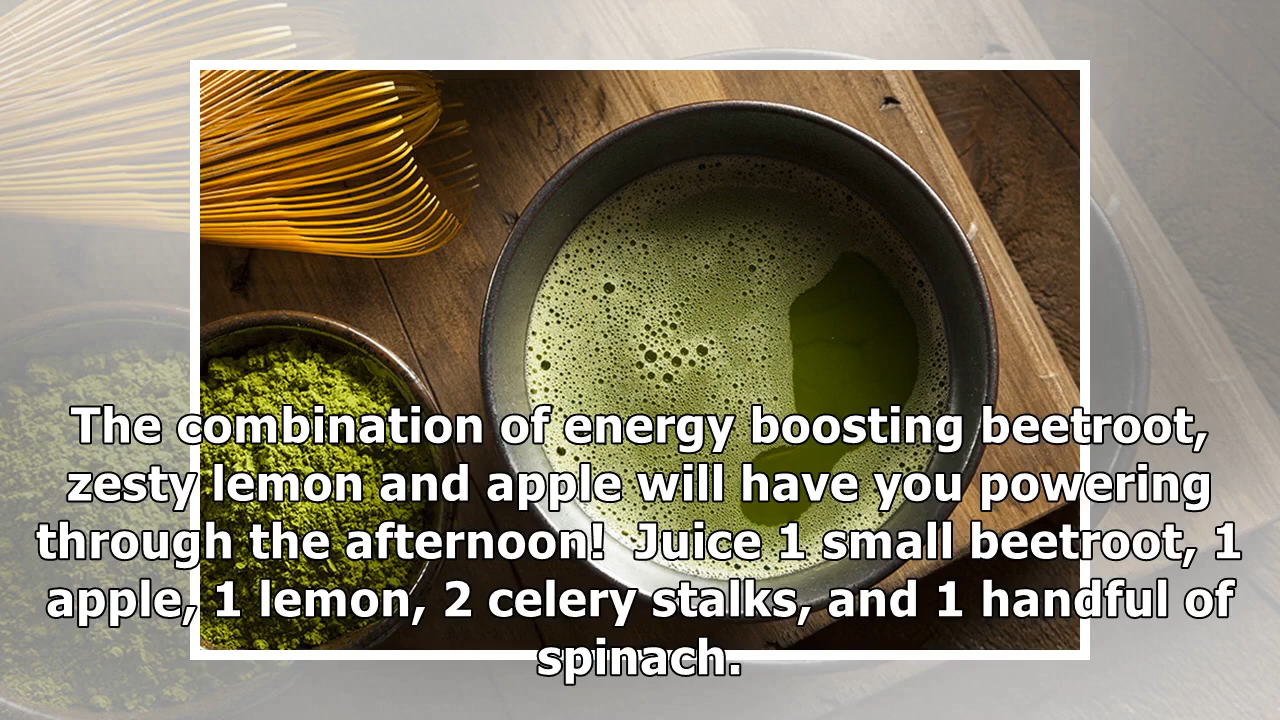 The combination of energy boosting beetroot,
zesty lemon and apple will have you powering
through the afternoon!  Juice 1 small beetroot, 1
apple, 1 lemon, 2 celery stalks, and 1 handful of
spinach.